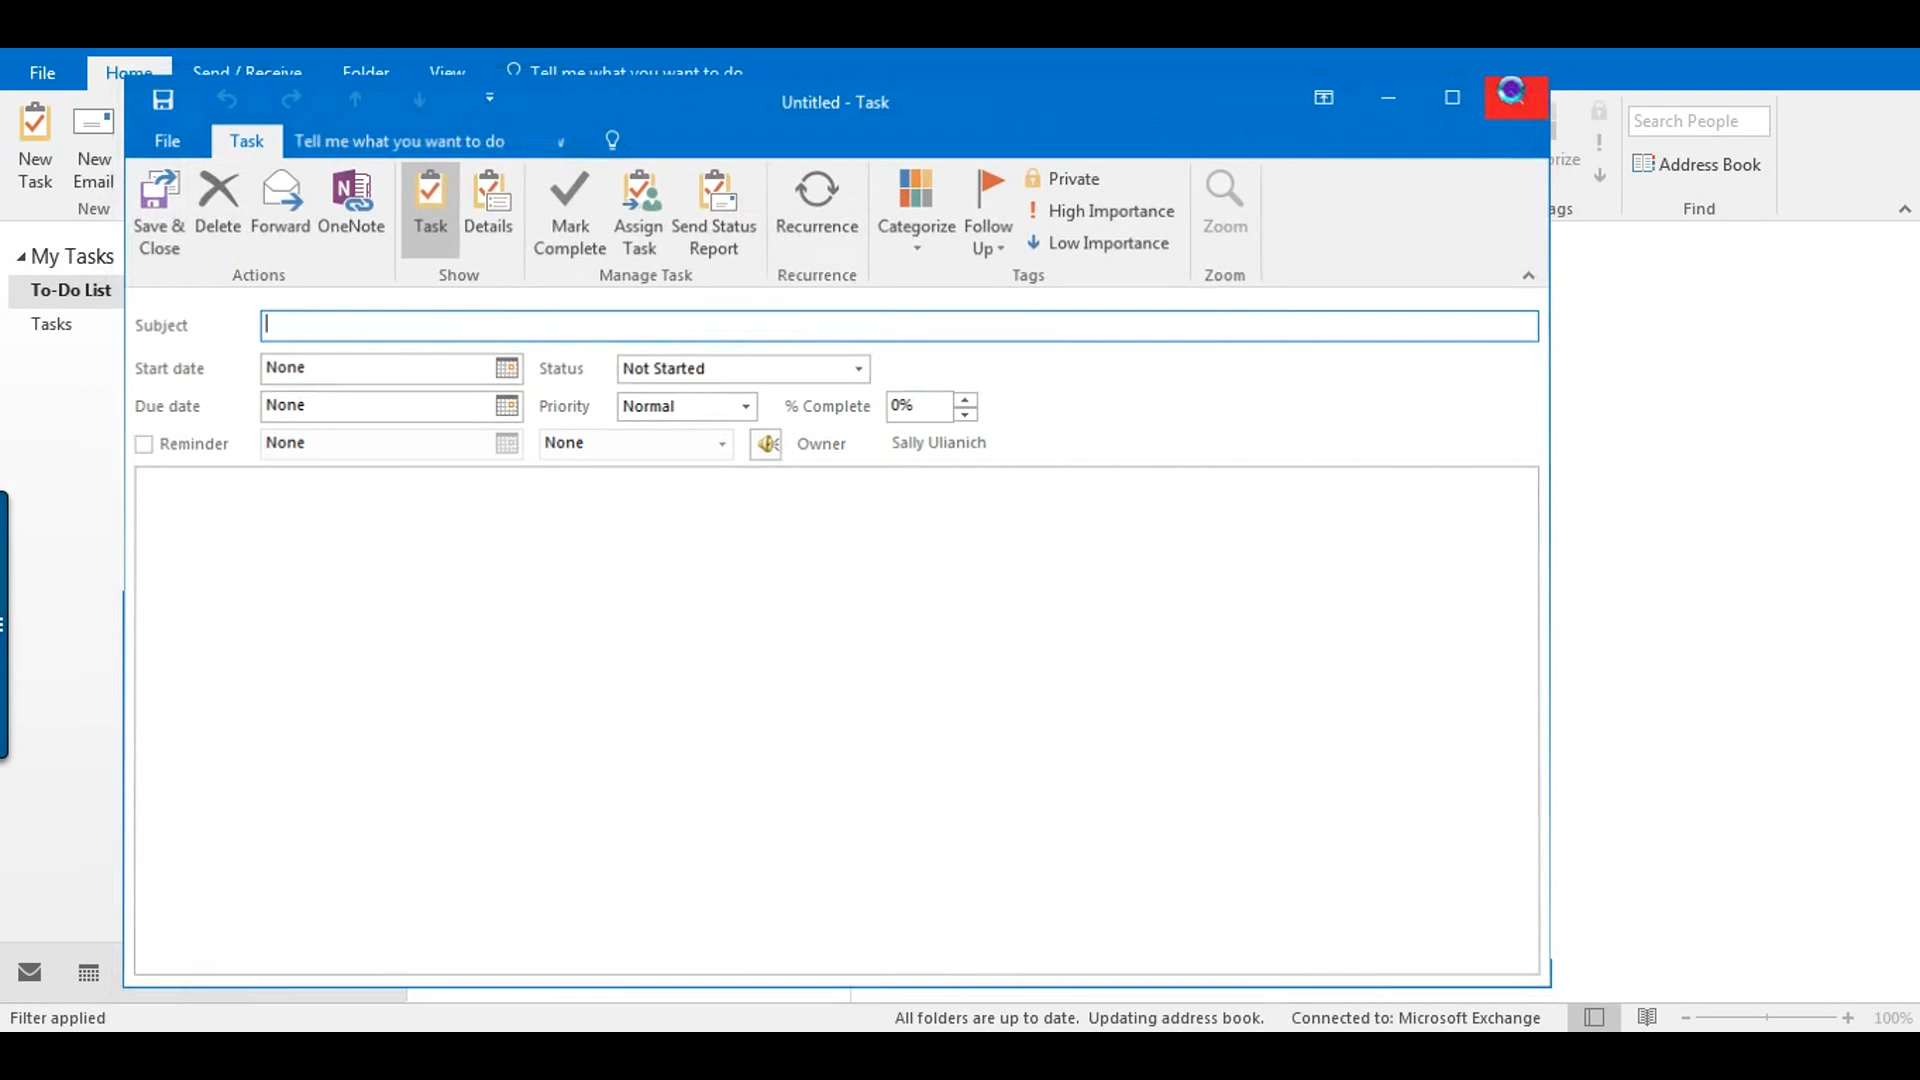 File Home Send / Receive Folder View Tell me what you want to do
Untitled - Task
File Task Tell me what you want to do
New Task
New Email
New
Save & Close
Delete
Forward
OneNote
Actions
Task
Details
Show
Mark Complete
Assign Task
Send Status Report
Manage Task
Recurrence
Recurrence
Categorize
Follow Up
Private
High Importance
Low Importance
Tags
Zoom
Zoom
rize
ags
Search People
Address Book
Find
My Tasks
To-Do List
Tasks
Subject
Start date None Status Not Started
Due date None Priority Normal % Complete 0%
Reminder None None Owner Sally Ulianich
Filter applied All folders are up to date. Updating address book. Connected to: Microsoft Exchange 100%